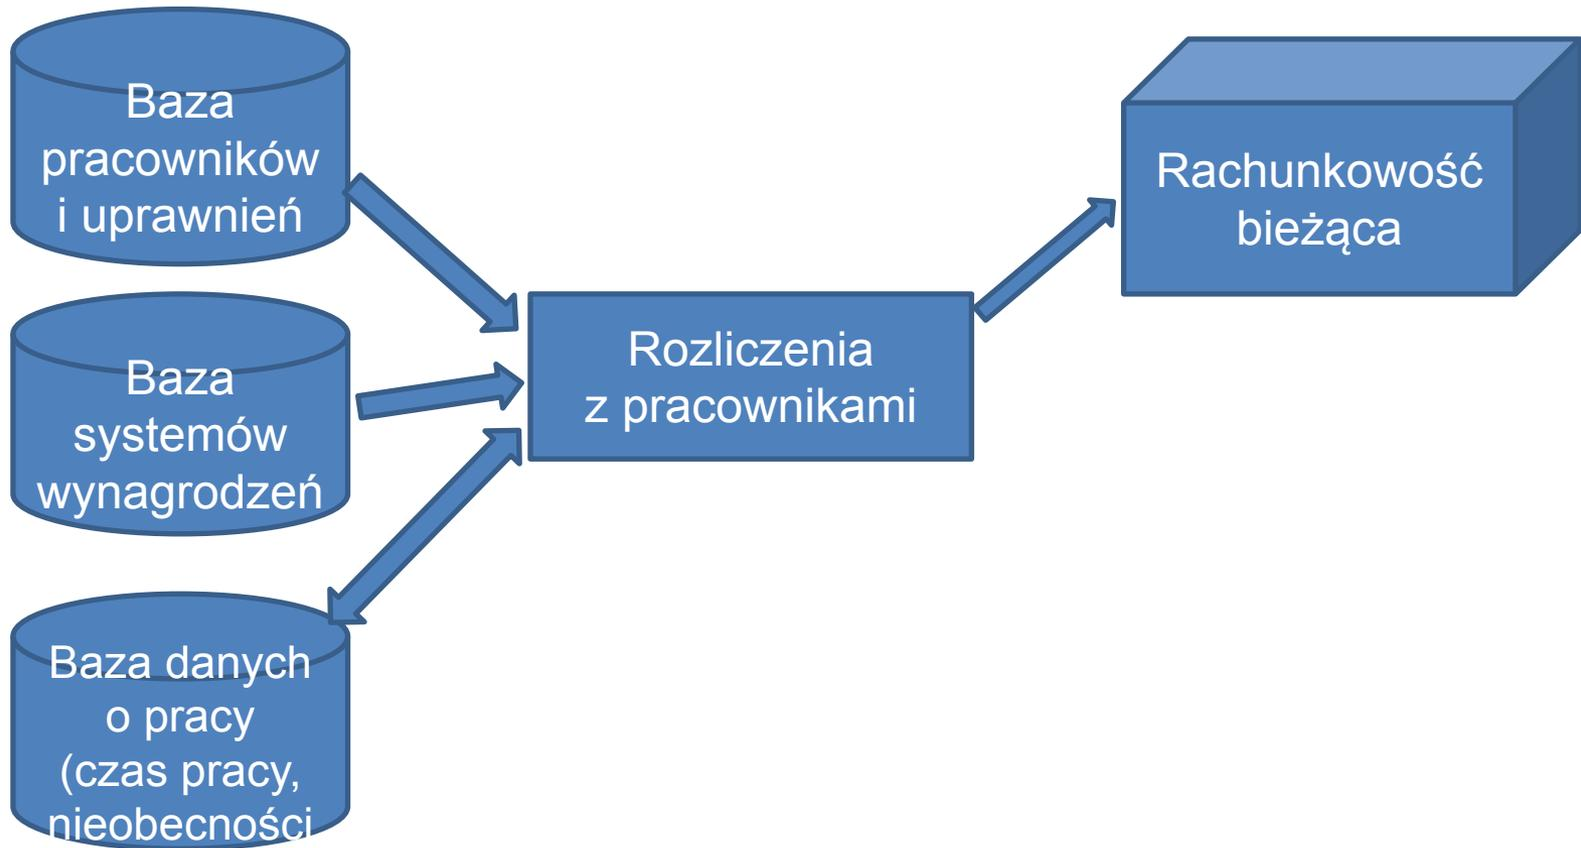 Baza
pracowników
i uprawnień
Baza
systemów
wynagrodzeń
Baza danych
o pracy
(czas pracy,
nieobecności
Rozliczenia
z pracownikami
Rachunkowość
bieżąca